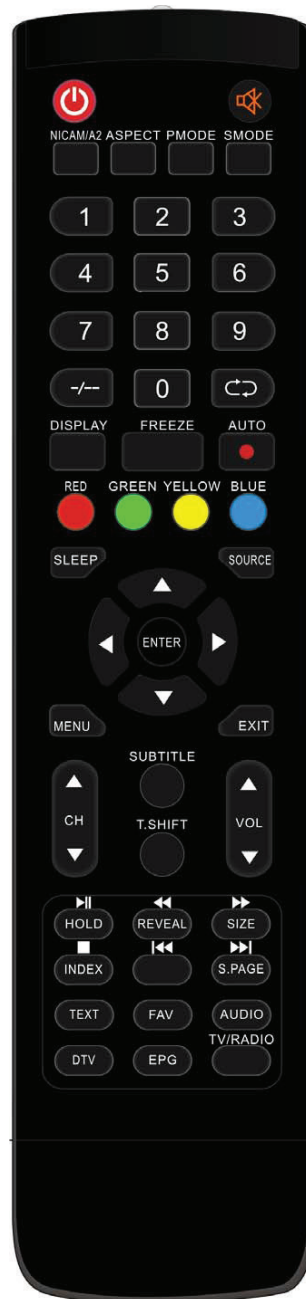 NICAM/A2 ASPECT PMODE SMODE
1 2 3
4 5 6
7 8 9
-/-- 0
DISPLAY FREEZE AUTO
RED GREEN YELLOW BLUE
SLEEP SOURCE
ENTER
MENU EXIT
SUBTITLE
CH T.SHIFT VOL
HOLD REVEAL SIZE
INDEX S.PAGE
TEXT FAV AUDIO
TV/RADIO
DTV EPG